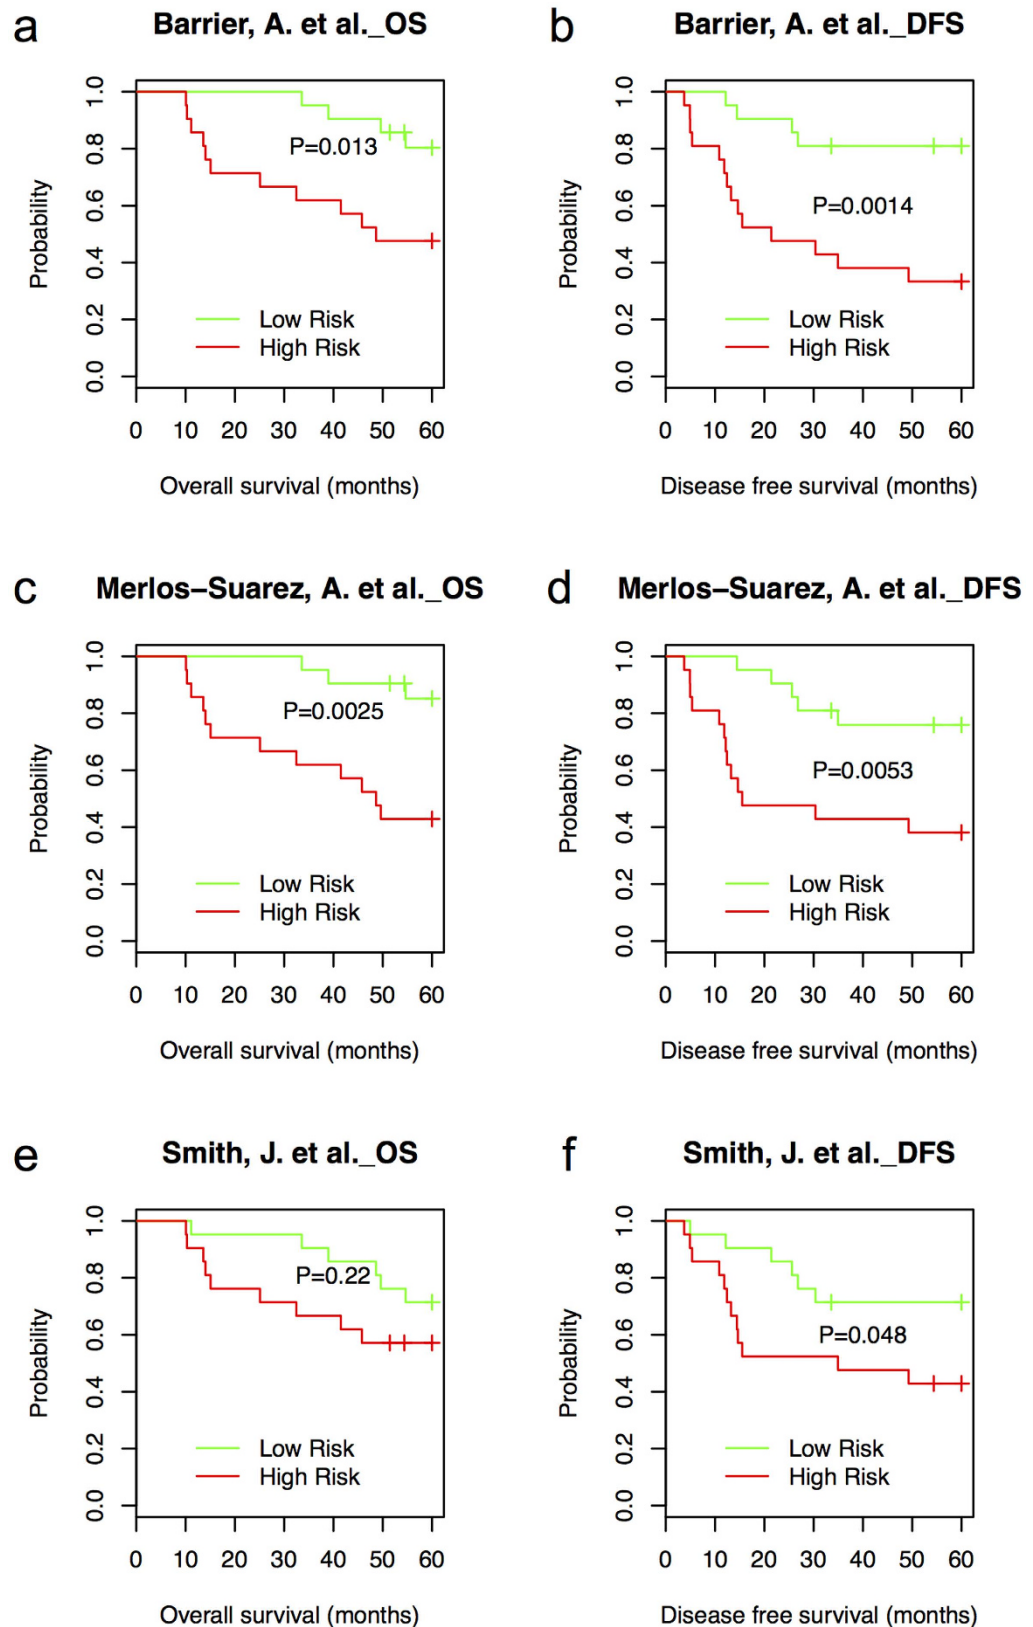 a Barrier, A. et al._OS
Probability
1.0
0.8
0.6
0.4
0.2
0.0
P=0.013
Low Risk
High Risk
0 10 20 30 40 50 60
Overall survival (months)
b Barrier, A. et al._DFS
Probability
1.0
0.8
0.6
0.4
0.2
0.0
P=0.0014
Low Risk
High Risk
0 10 20 30 40 50 60
Disease free survival (months)
c Merlos–Suarez, A. et al._OS
Probability
1.0
0.8
0.6
0.4
0.2
0.0
P=0.0025
Low Risk
High Risk
0 10 20 30 40 50 60
Overall survival (months)
d Merlos–Suarez, A. et al._DFS
Probability
1.0
0.8
0.6
0.4
0.2
0.0
P=0.0053
Low Risk
High Risk
0 10 20 30 40 50 60
Disease free survival (months)
e Smith, J. et al._OS
Probability
1.0
0.8
0.6
0.4
0.2
0.0
P=0.22
Low Risk
High Risk
0 10 20 30 40 50 60
Overall survival (months)
f Smith, J. et al._DFS
Probability
1.0
0.8
0.6
0.4
0.2
0.0
P=0.048
Low Risk
High Risk
0 10 20 30 40 50 60
Disease free survival (months)